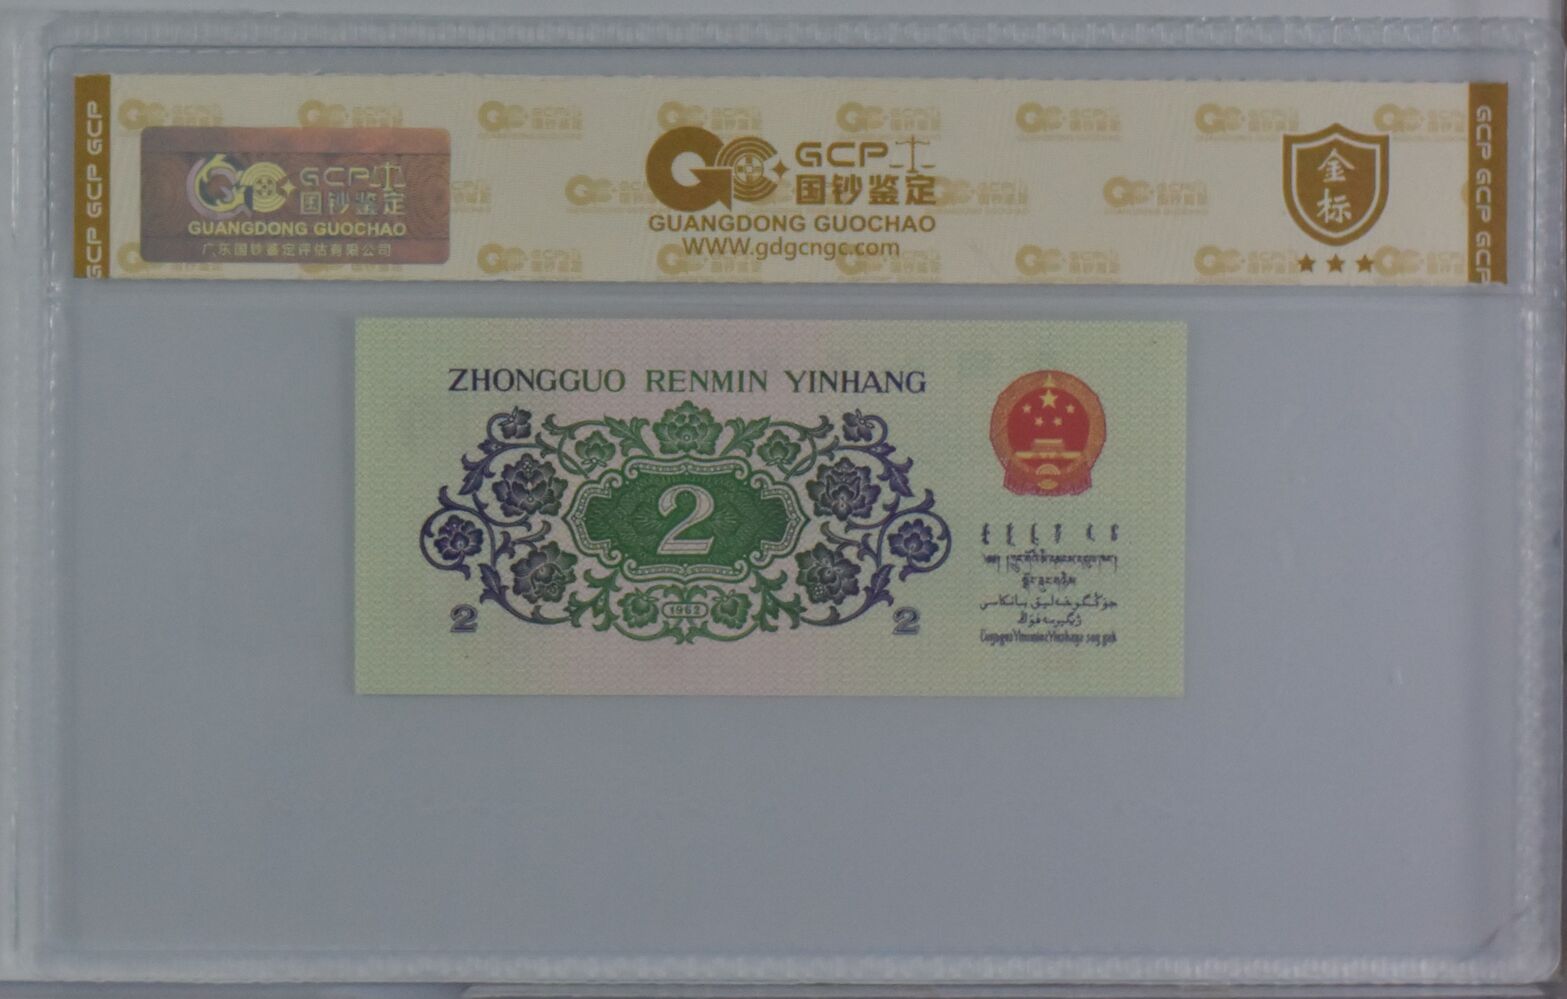 GCP GCP GCP
GCP 国钞鉴定
GUANGDONG GUOCHAO
广东国钞鉴定评估有限公司
GCP
国钞鉴定
GUANGDONG GUOCHAO
WWW.gdgcngc.com
金标
GCP GCP GCP
ZHONGGUO RENMIN YINHANG
2
1962
2
2